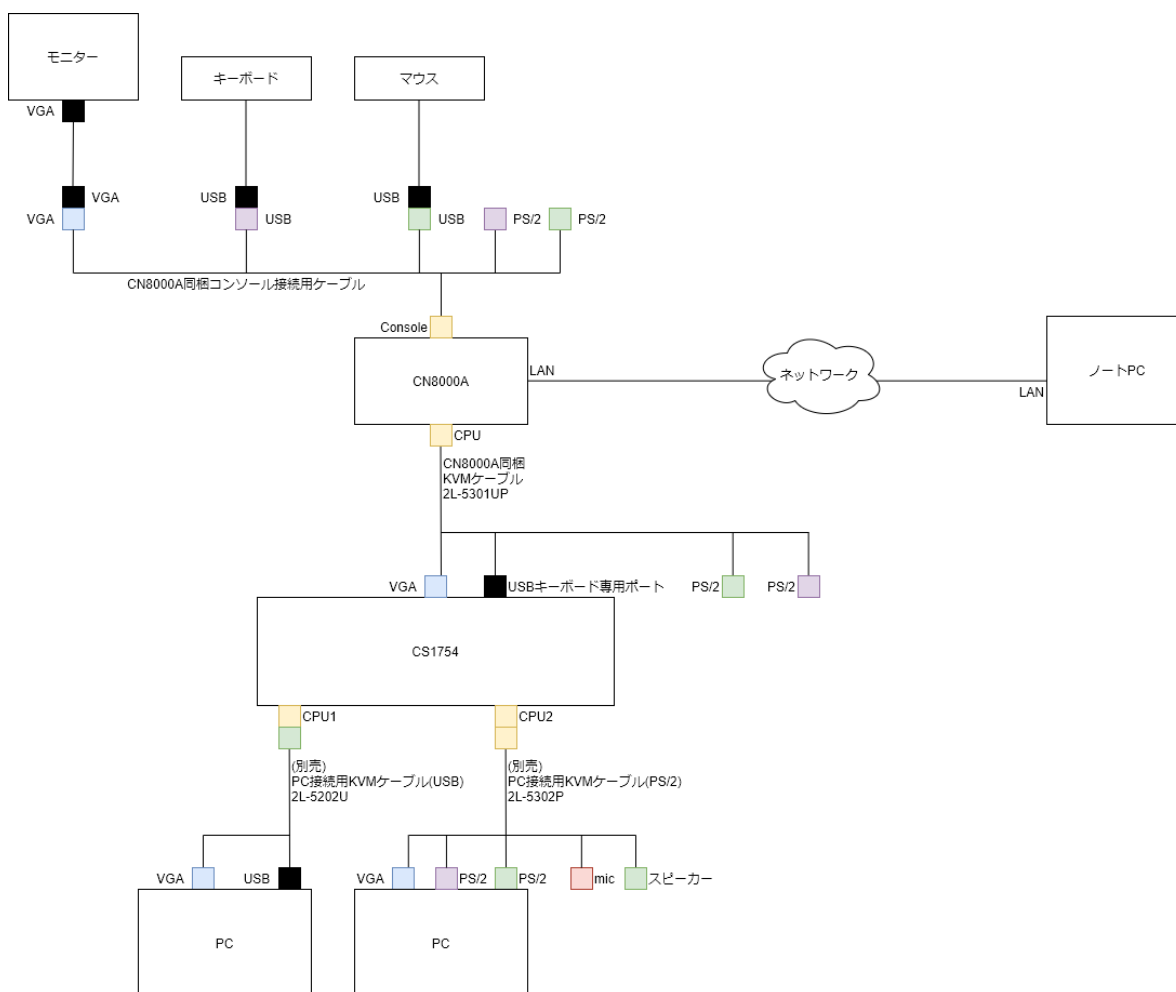 モニター
キーボード
マウス
VGA
VGA
USB
USB
VGA
USB
USB
PS/2
PS/2
CN8000A同梱コンソール接続用ケーブル
Console
CN8000A
LAN
ネットワーク
LAN
ノートPC
CPU
CN8000A同梱
KVMケーブル
2L-5301UP
VGA
USBキーボード専用ポート
PS/2
PS/2
CS1754
CPU1
CPU2
(別売)
PC接続用KVMケーブル(USB)
2L-5202U
(別売)
PC接続用KVMケーブル(PS/2)
2L-5302P
VGA
USB
VGA
PS/2
PS/2
mic
スピーカー
PC
PC